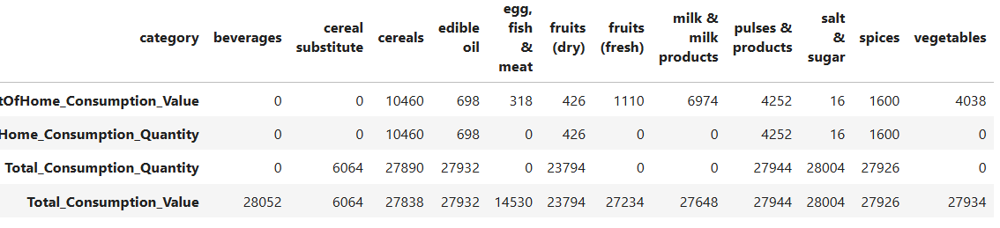 category beverages cereal substitute cereals edible oil egg, fish & meat fruits (dry) fruits (fresh) milk & milk products pulses & products salt & sugar spices vegetables
tOfHome_Consumption_Value 0 0 10460 698 318 426 1110 6974 4252 16 1600 4038
Home_Consumption_Quantity 0 0 10460 698 0 426 0 0 4252 16 1600 0
Total_Consumption_Quantity 0 6064 27890 27932 0 23794 0 0 27944 28004 27926 0
Total_Consumption_Value 28052 6064 27838 27932 14530 23794 27234 27648 27944 28004 27926 27934